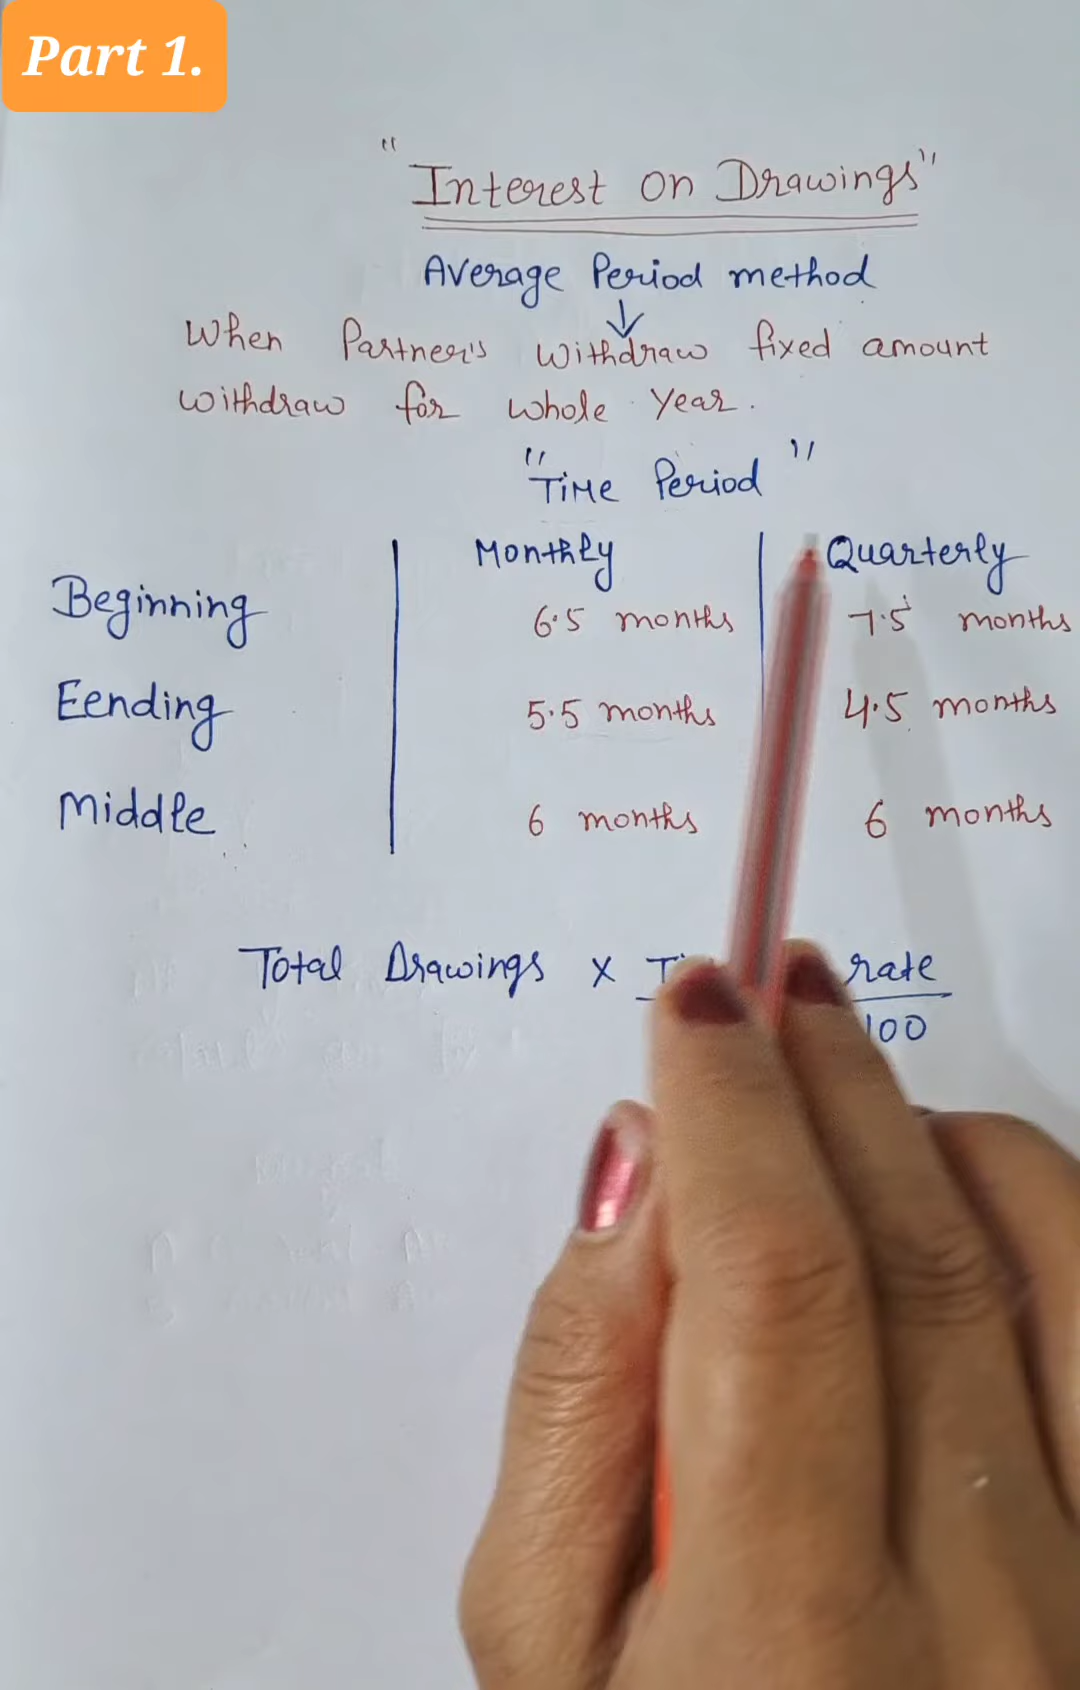 Part 1.
"Interest on Drawings"
Average Period method
↓
When Partner's withdraw fixed amount
withdraw for whole year.
"Time Period"
Monthly Quarterly
Beginning 6.5 months 7.5 months
Eending 5.5 months 4.5 months
Middle 6 months 6 months
Total Drawings x rate
100